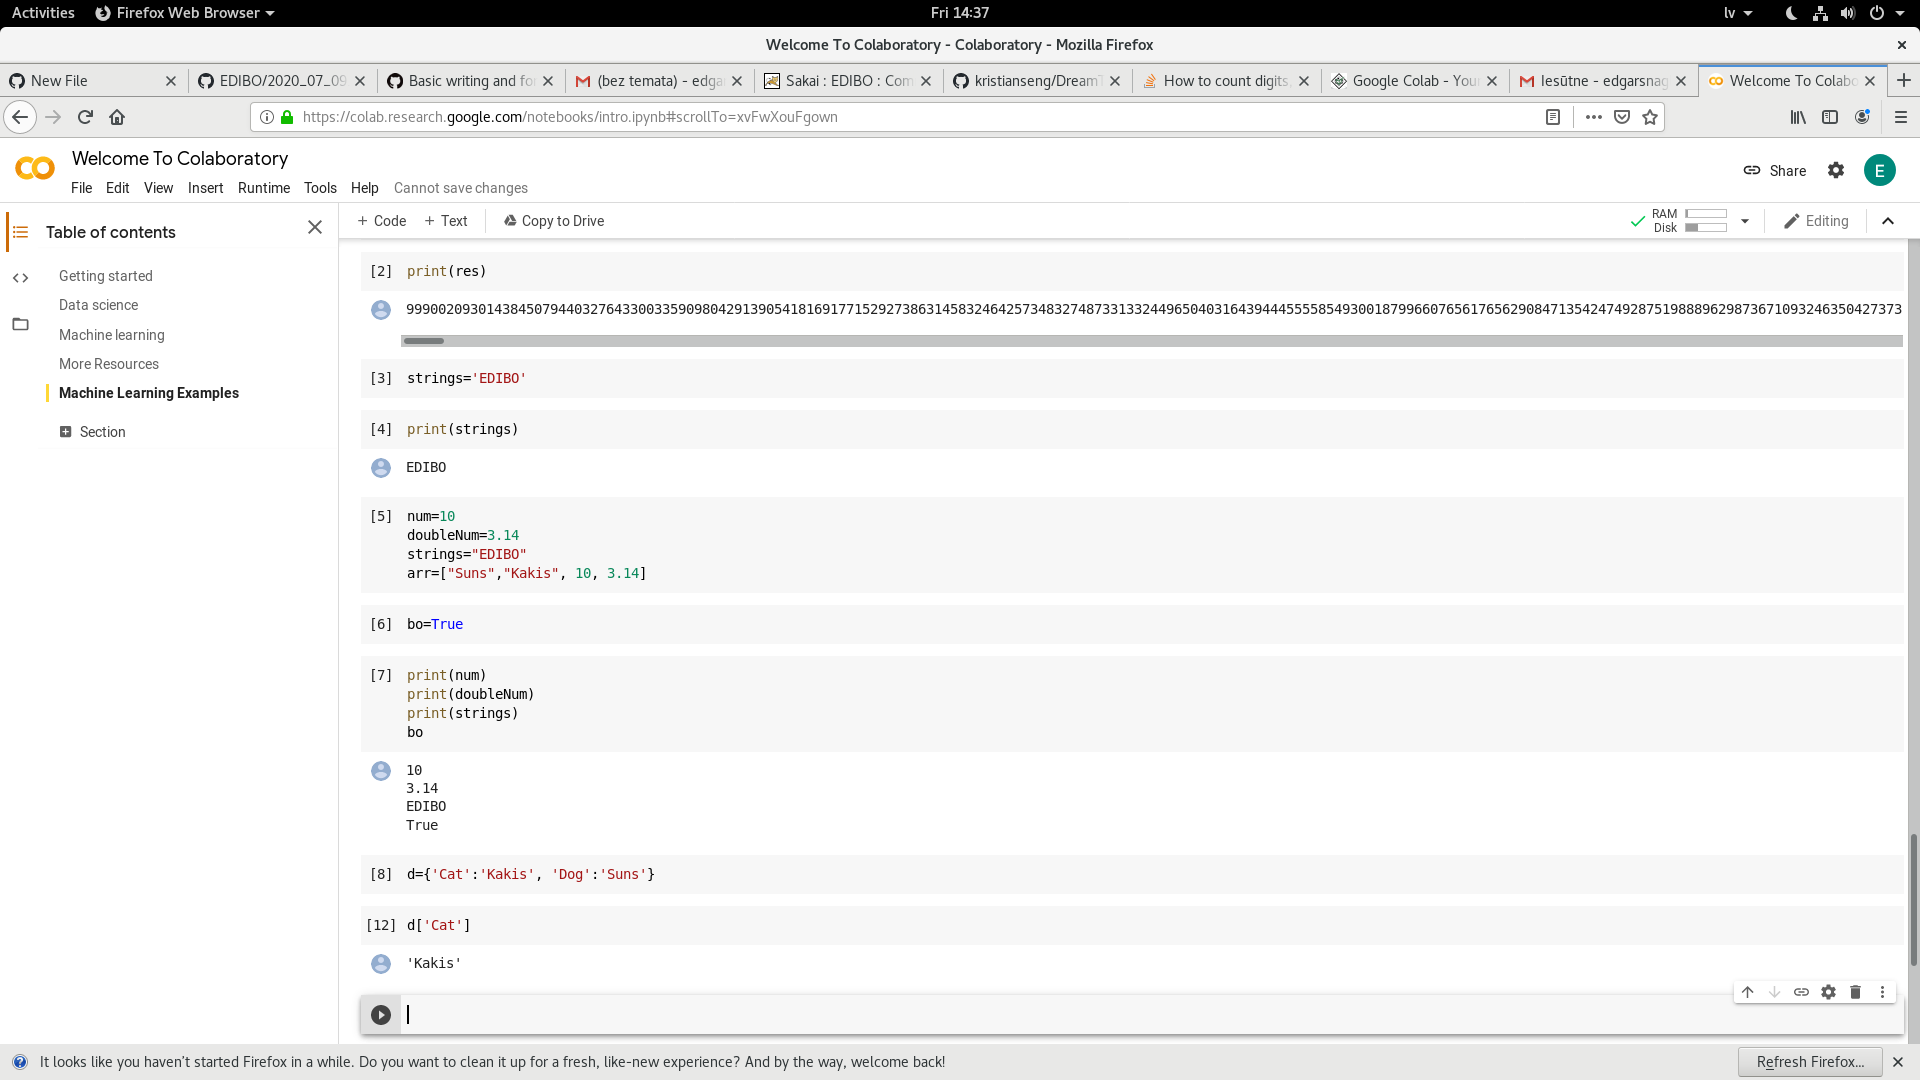 Activities Firefox Web Browser Fri 14:37 lv
Welcome To Colaboratory - Colaboratory - Mozilla Firefox
New File EDIBO/2020_07_09 Basic writing and for (bez temata) - edgar Sakai : EDIBO : Com kristianseng/DreamT How to count digits, Google Colab - Your Iesūtne - edgarsnag Welcome To Colabo
https://colab.research.google.com/notebooks/intro.ipynb#scrollTo=xvFwXouFgown
Welcome To Colaboratory
File Edit View Insert Runtime Tools Help Cannot save changes
Share E
Table of contents
+ Code + Text Copy to Drive RAM Disk Editing
Getting started
Data science
Machine learning
More Resources
Machine Learning Examples
Section
[2] print(res)
[3] strings='EDIBO'
[4] print(strings)
EDIBO
[5] num=10
doubleNum=3.14
strings="EDIBO"
arr=["Suns","Kakis", 10, 3.14]
[6] bo=True
[7] print(num)
print(doubleNum)
print(strings)
bo
10
3.14
EDIBO
True
[8] d={'Cat':'Kakis', 'Dog':'Suns'}
[12] d['Cat']
'Kakis'
It looks like you haven't started Firefox in a while. Do you want to clean it up for a fresh, like-new experience? And by the way, welcome back! Refresh Firefox...